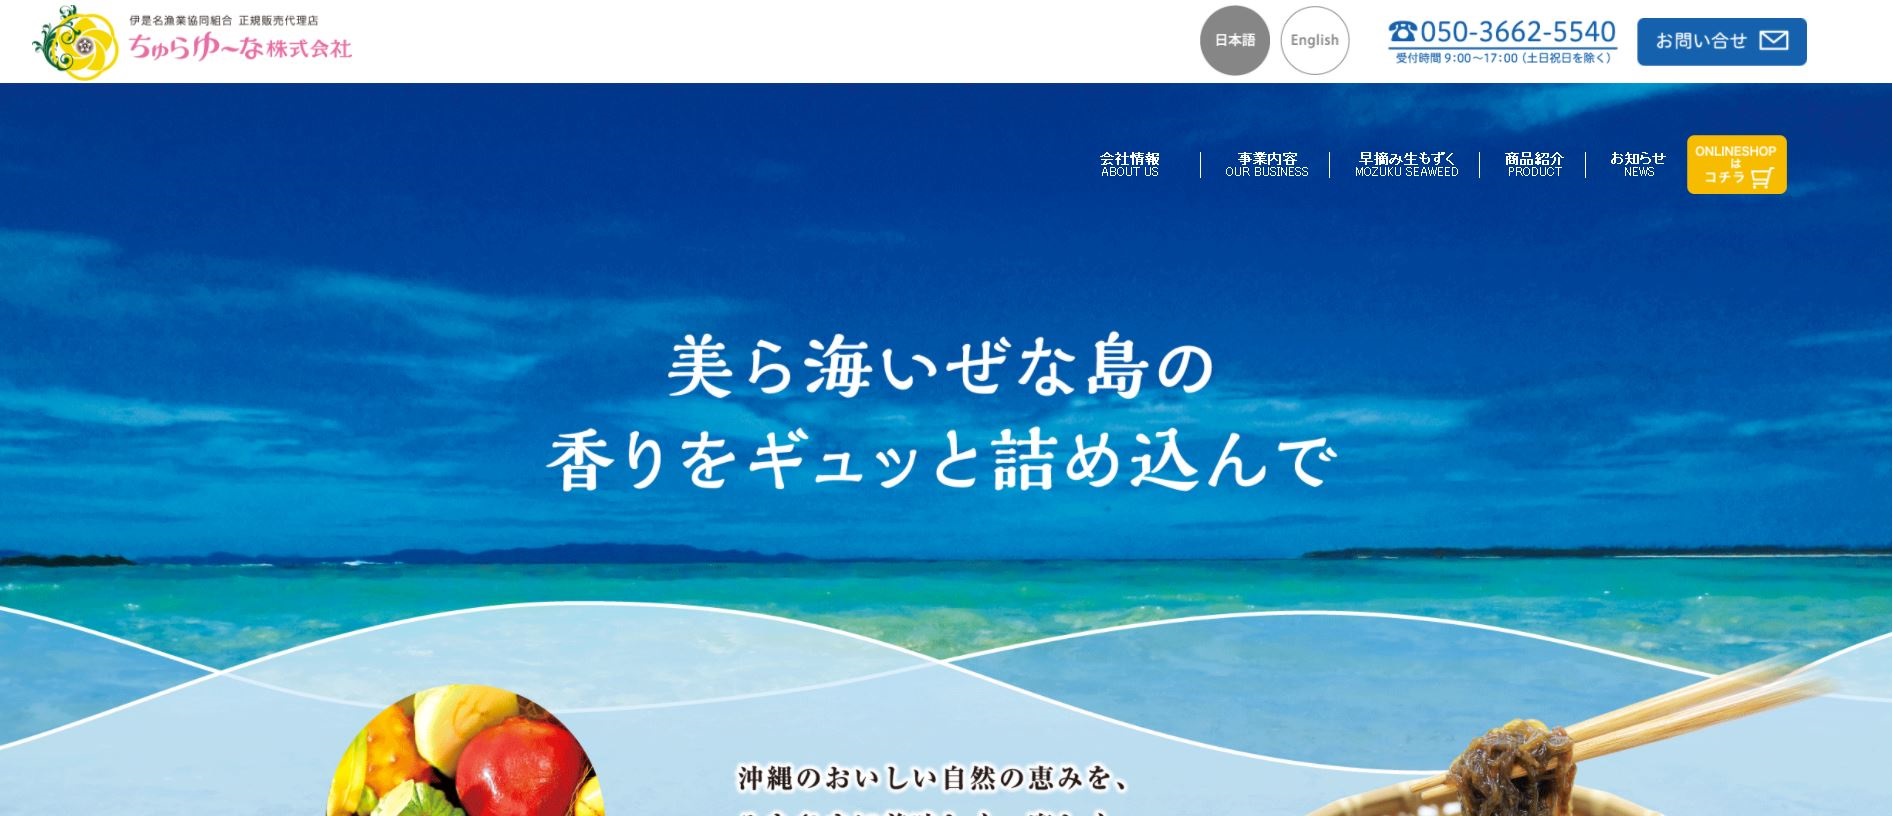 伊是名漁業協同組合 正規販売代理店
ちゅらゆ〜な株式会社
日本語
English
☎050-3662-5540
受付時間 9:00〜17:00（土日祝日を除く）
お問い合せ
会社情報
ABOUT US
事業内容
OUR BUSINESS
早摘み生もずく
MOZUKU SEAWEED
商品紹介
PRODUCT
お知らせ
NEWS
ONLINESHOP
は
コチラ
美ら海いぜな島の
香りをギュッと詰め込んで
沖縄のおいしい自然の恵みを、